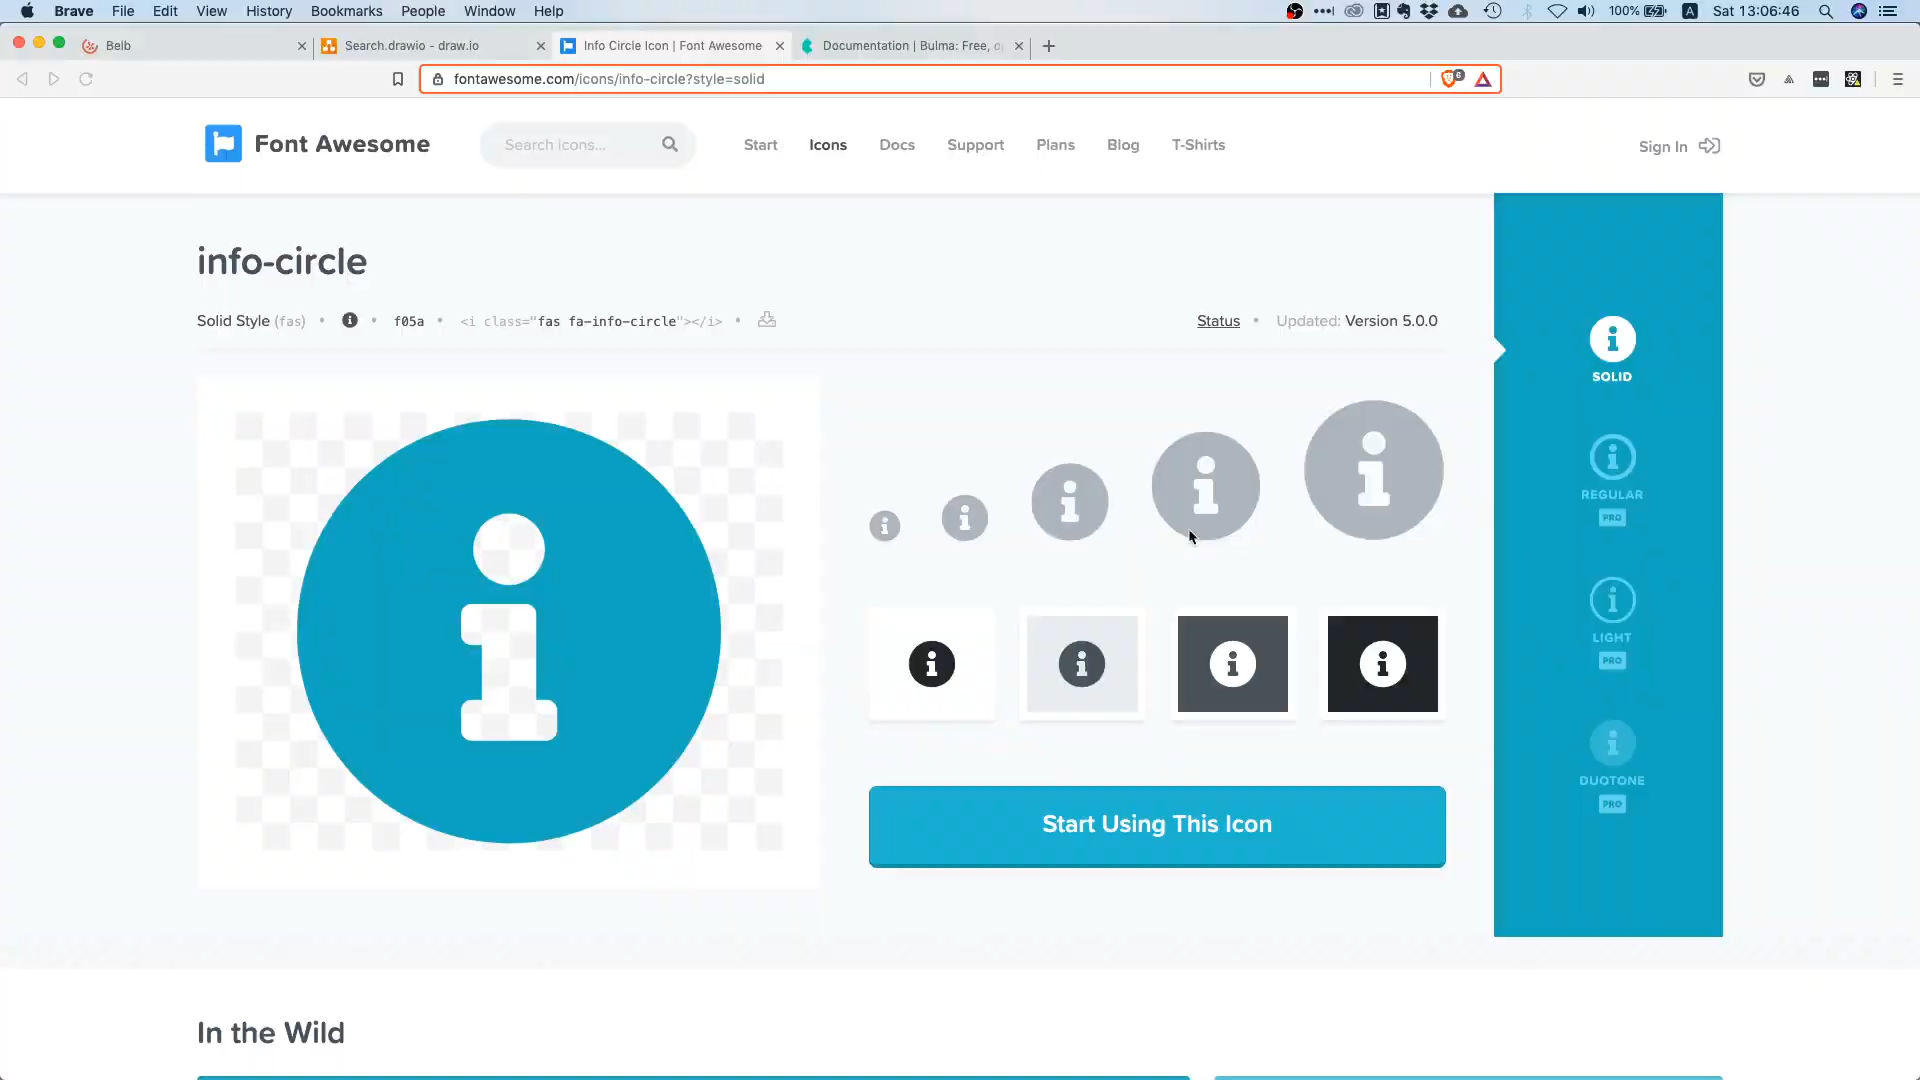 Brave File Edit View History Bookmarks People Window Help 100% A Sat 13:06:46
Belb
Search.drawio - draw.io
Info Circle Icon | Font Awesome
Documentation | Bulma: Free, o
fontawesome.com/icons/info-circle?style=solid
6
Font Awesome
Search icons...
Start
Icons
Docs
Support
Plans
Blog
T-Shirts
Sign In
info-circle
Solid Style (fas) • • f05a • <i class="fas fa-info-circle"></i> •
Status • Updated: Version 5.0.0
SOLID
REGULAR
PRO
LIGHT
PRO
DUOTONE
PRO
Start Using This Icon
In the Wild